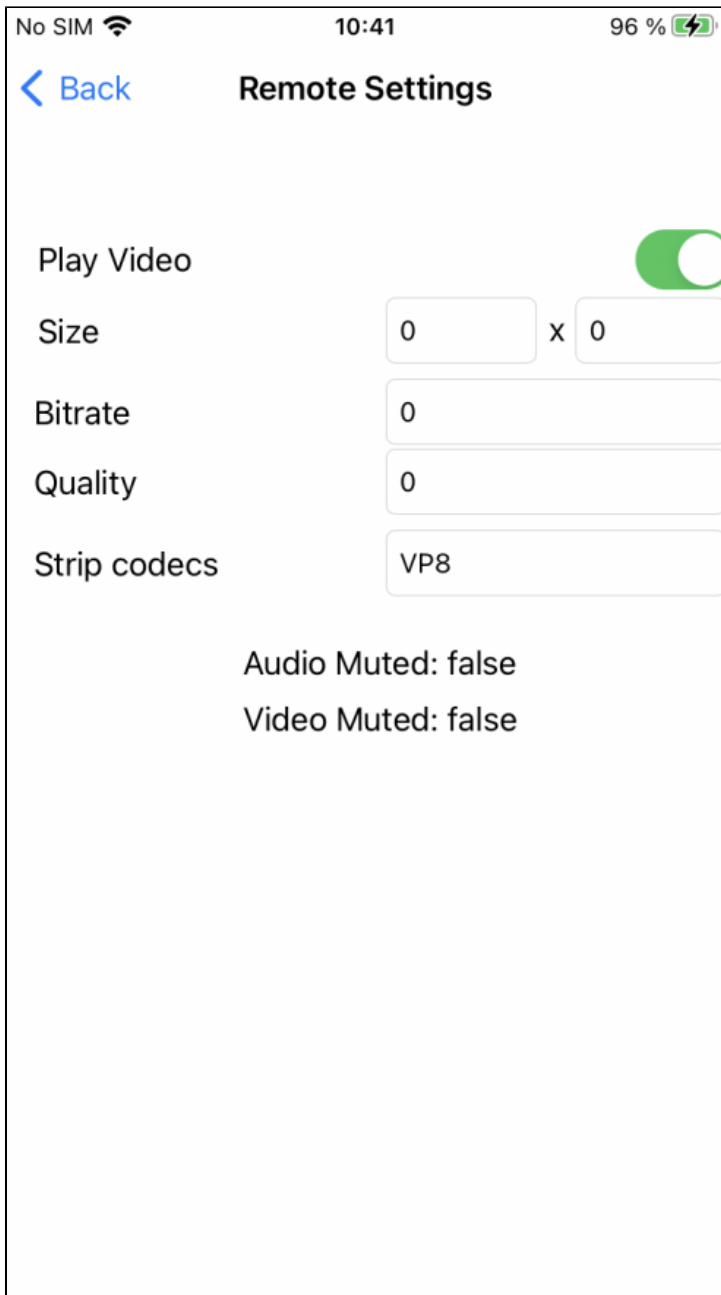 No SIM 10:41 96 %
Back Remote Settings
Play Video
Size 0 x 0
Bitrate 0
Quality 0
Strip codecs VP8
Audio Muted: false
Video Muted: false